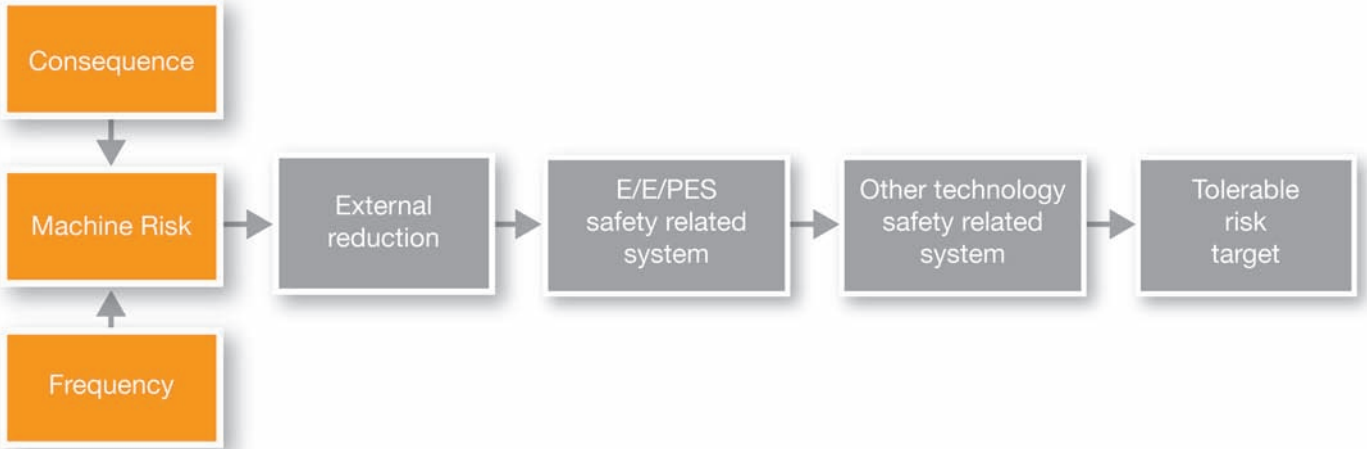 Consequence
Machine Risk
Frequency
External
reduction
E/E/PES
safety related
system
Other technology
safety related
system
Tolerable
risk
target